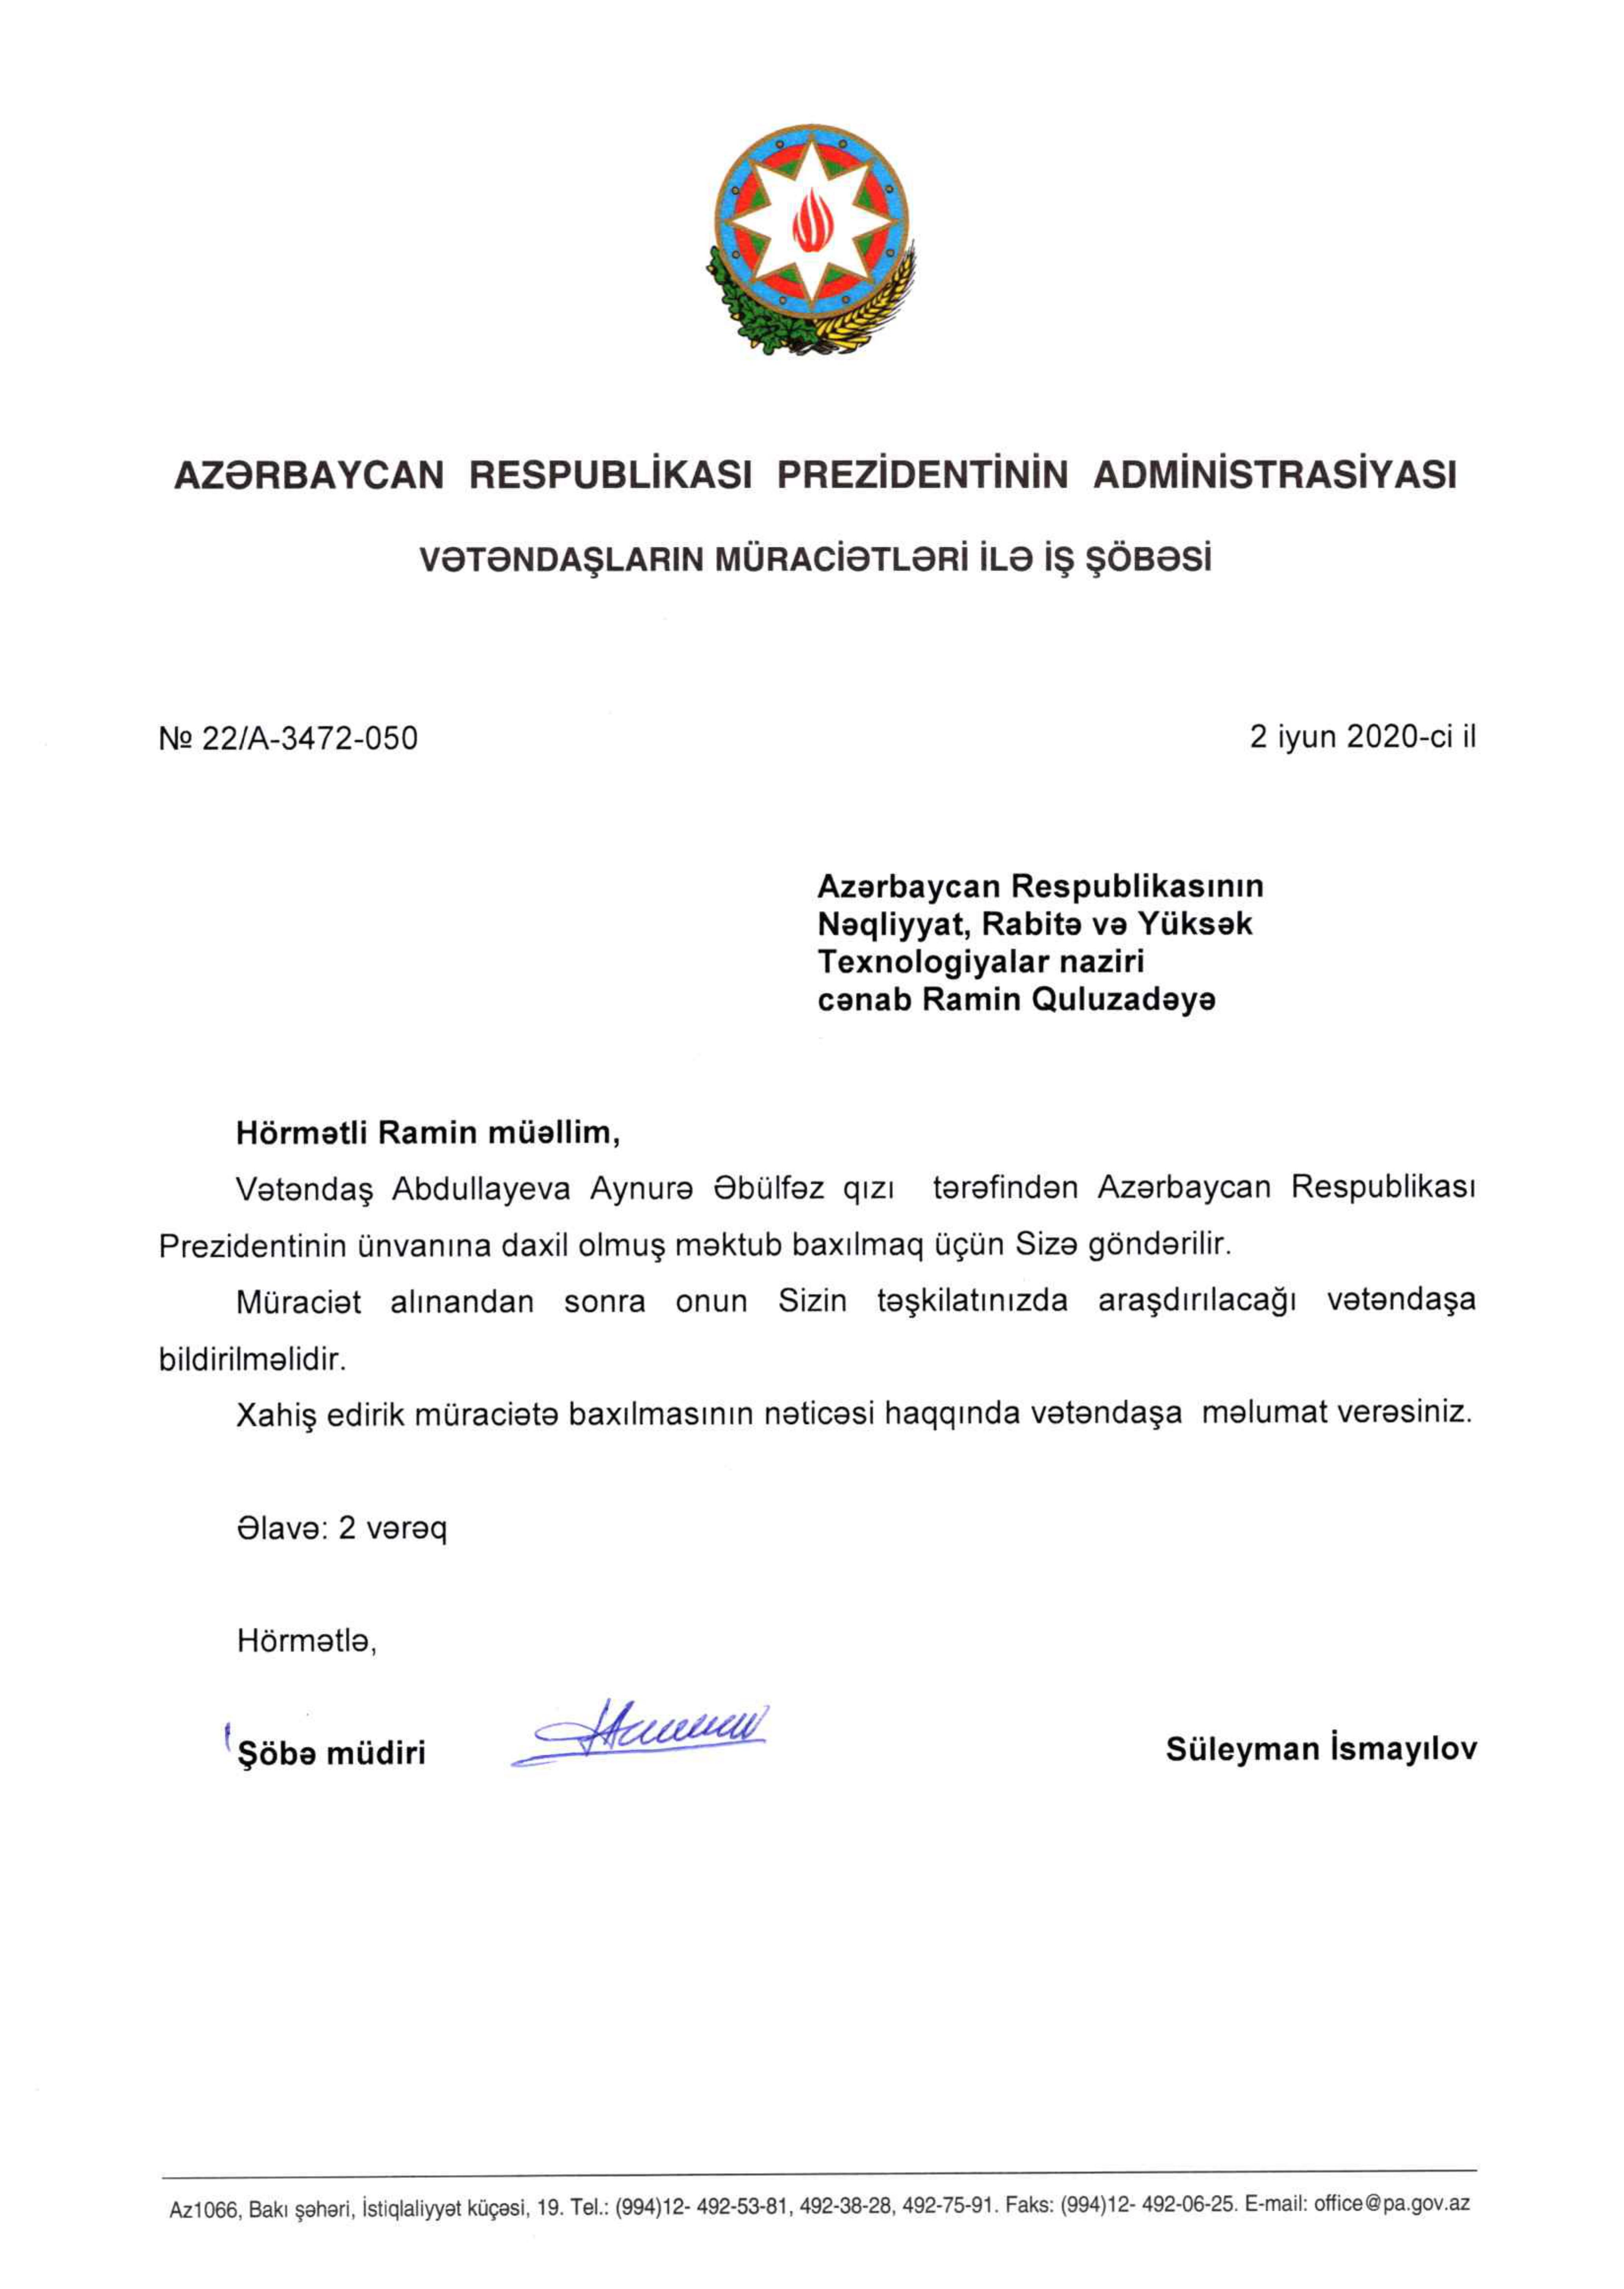 AZƏRBAYCAN RESPUBLİKASI PREZİDENTİNİN ADMİNİSTRASİYASI
VƏTƏNDAŞLARIN MÜRACİƏTLƏRİ İLƏ İŞ ŞÖBƏSİ
№ 22/A-3472-050
2 iyun 2020-ci il
Azərbaycan Respublikasının
Nəqliyyat, Rabitə və Yüksək
Texnologiyalar naziri
cənab Ramin Quluzadəyə
Hörmətli Ramin müəllim,
Vətəndaş Abdullayeva Aynurə Əbülfəz qızı tərəfindən Azərbaycan Respublikası
Prezidentinin ünvanına daxil olmuş məktub baxılmaq üçün Sizə göndərilir.
Müraciət alınandan sonra onun Sizin təşkilatınızda araşdırılacağı vətəndaşa
bildirilməlidir.
Xahiş edirik müraciətə baxılmasının nəticəsi haqqında vətəndaşa məlumat verəsiniz.
Əlavə: 2 vərəq
Hörmətlə,
Şöbə müdiri
Süleyman İsmayılov
Az1066, Bakı şəhəri, İstiqlaliyyət küçəsi, 19. Tel.: (994)12- 492-53-81, 492-38-28, 492-75-91. Faks: (994)12- 492-06-25. E-mail: office@pa.gov.az